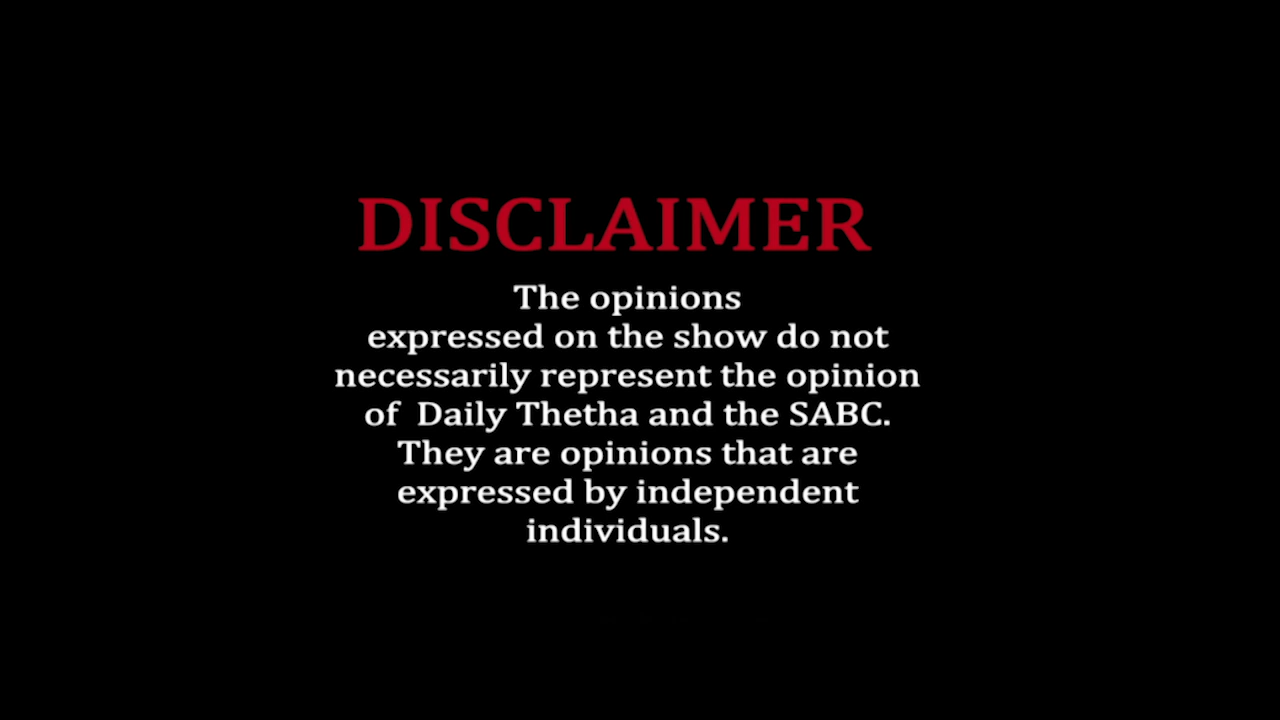 DISCLAIMER
The opinions
expressed on the show do not
necessarily represent the opinion
of  Daily Thetha and the SABC.
They are opinions that are
expressed by independent
individuals.